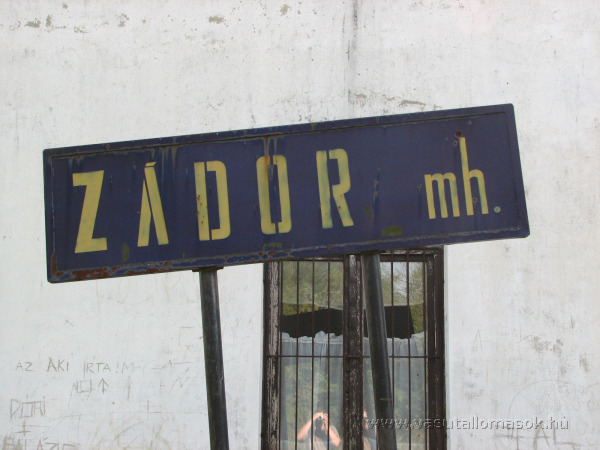 ZÁDOR mh.
AZ AKI IRTA!
www.vasutallomasok.hu